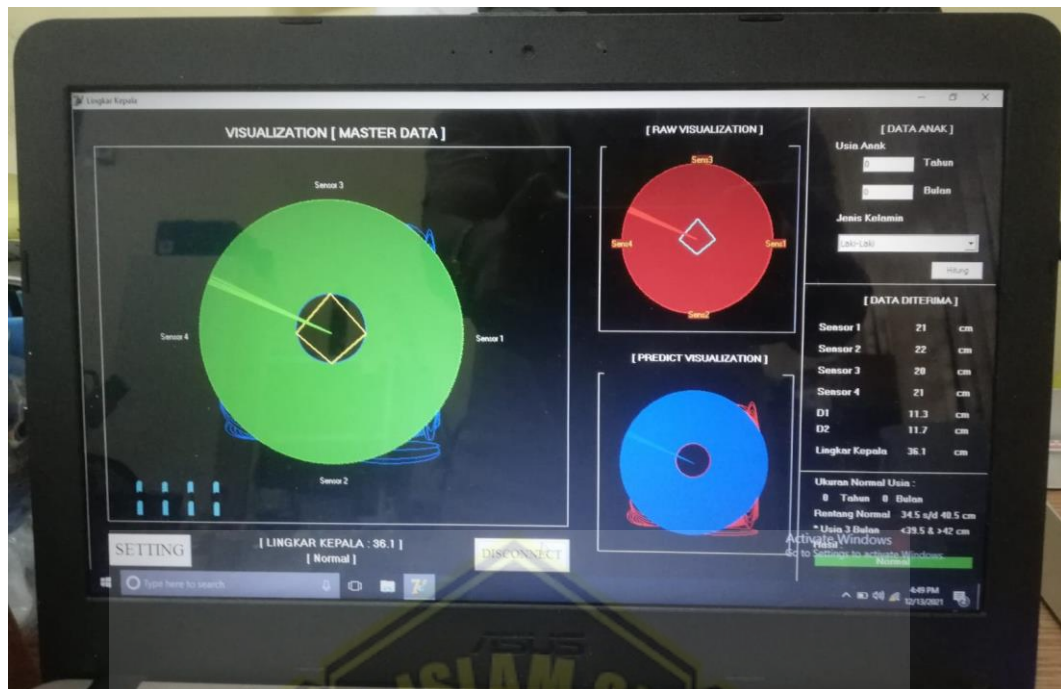 Lingkar Kepala
VISUALIZATION [ MASTER DATA ]
Sensor 3
Sensor 4
Sensor 1
Sensor 2
SETTING
[ LINGKAR KEPALA : 36.1 ]
[ Normal ]
DISCONNECT
[ RAW VISUALIZATION ]
Sens3
Sens4
Sens1
Sens2
[ PREDICT VISUALIZATION ]
[ DATA ANAK ]
Usia Anak
0 Tahun
0 Bulan
Jenis Kelamin
Laki-Laki
Hitung
[ DATA DITERIMA ]
Sensor 1 21 cm
Sensor 2 22 cm
Sensor 3 20 cm
Sensor 4 21 cm
D1 11.3 cm
D2 11.7 cm
Lingkar Kepala 36.1 cm
Ukuran Normal Usia :
0 Tahun 0 Bulan
Rentang Normal 34.5 s/d 40.5 cm
* Usia 3 Bulan <39.5 & >42 cm
Hasil
Normal
Activate Windows
Go to Settings to activate Windows.
Type here to search
4:49 PM
12/13/2021
ASUS
ISLAM